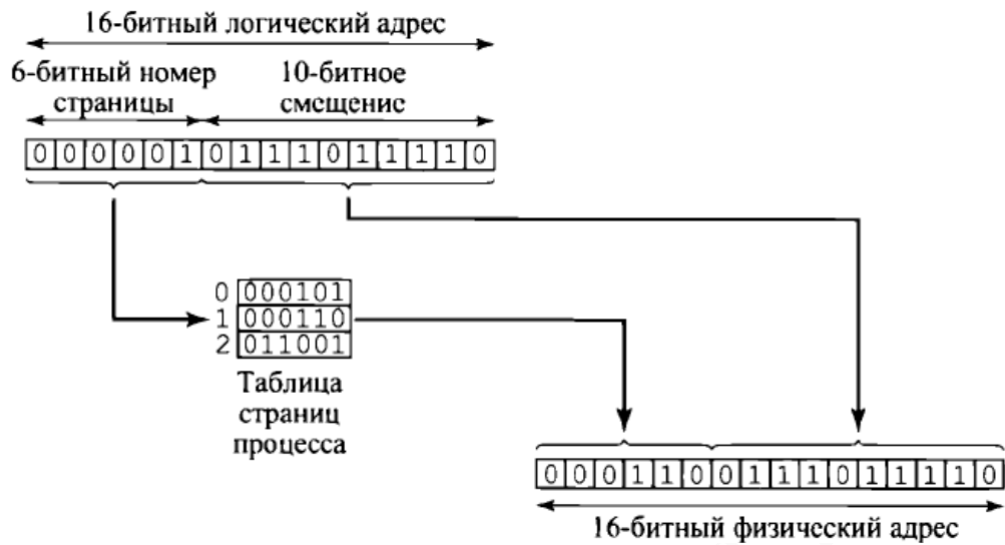 16-битный логический адрес
6-битный номер страницы
10-битное смещение
0 0 0 0 0 1 0 1 1 1 0 1 1 1 1 0
0 000101
1 000110
2 011001
Таблица
страниц
процесса
0 0 0 1 1 0 0 1 1 1 0 1 1 1 1 0
16-битный физический адрес